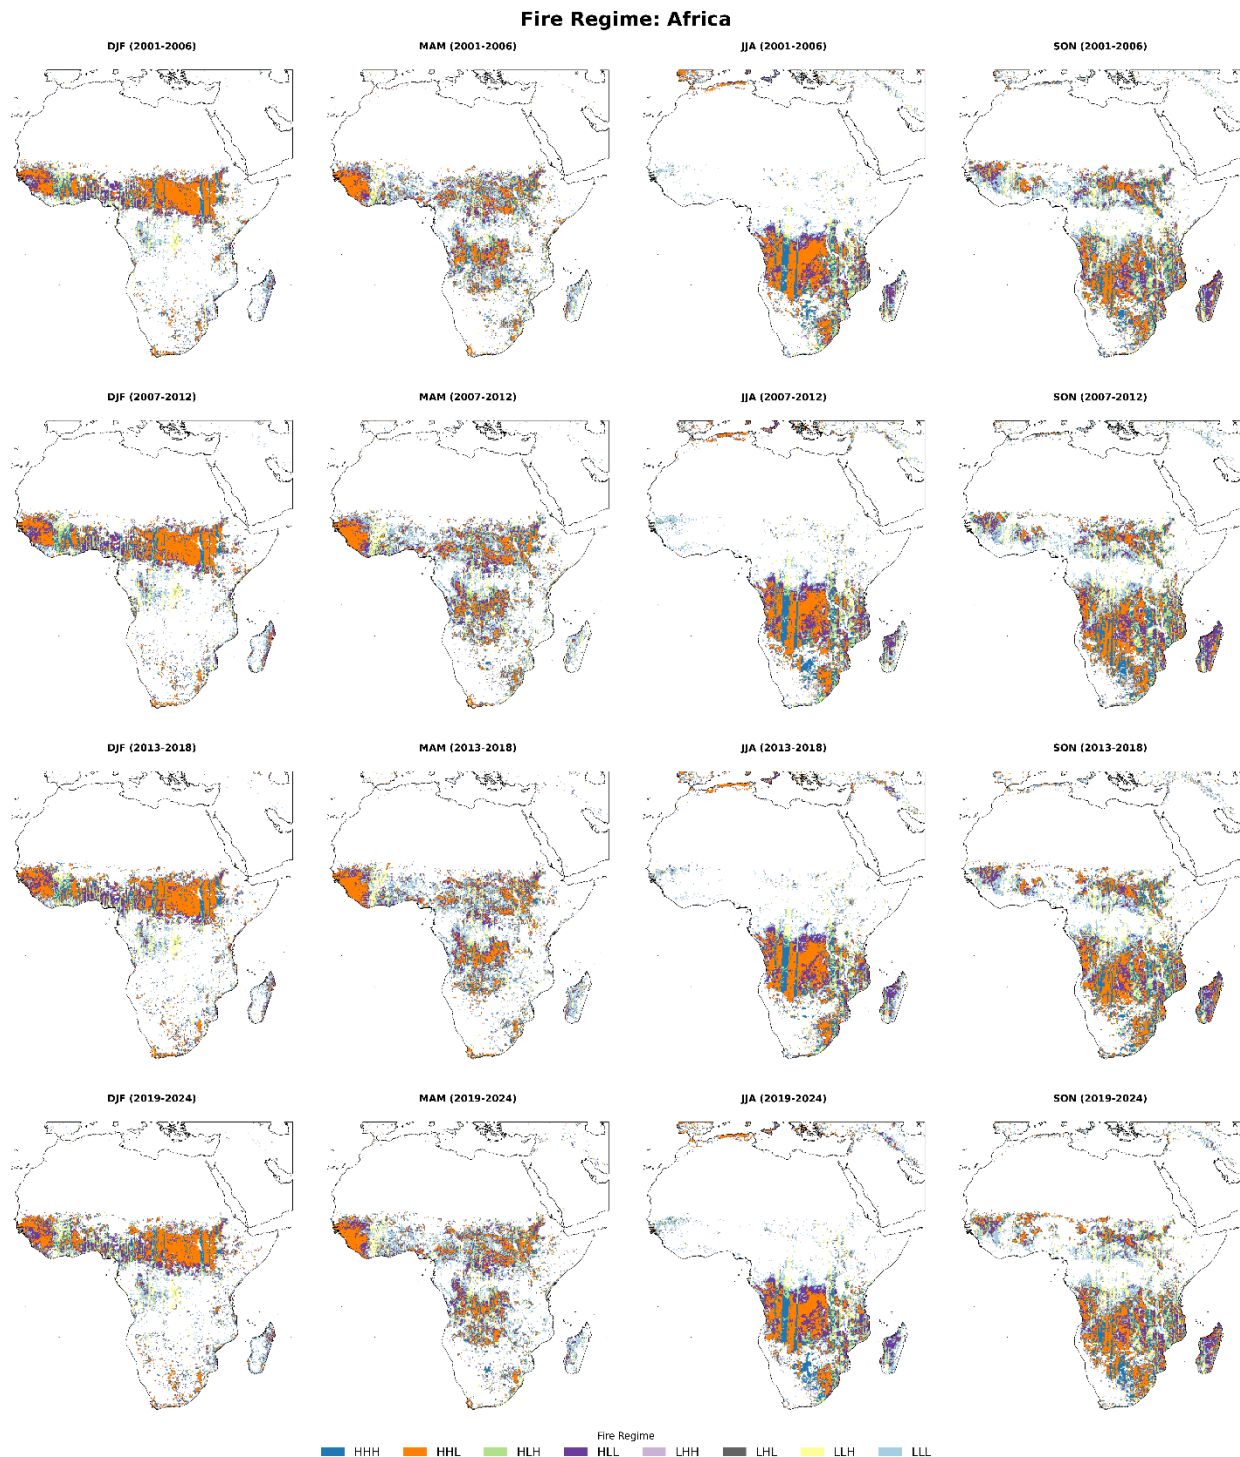 Fire Regime: Africa
DJF (2001-2006) MAM (2001-2006) JJA (2001-2006) SON (2001-2006)
DJF (2007-2012) MAM (2007-2012) JJA (2007-2012) SON (2007-2012)
DJF (2013-2018) MAM (2013-2018) JJA (2013-2018) SON (2013-2018)
DJF (2019-2024) MAM (2019-2024) JJA (2019-2024) SON (2019-2024)
Fire Regime
HHH HHL HLH HLL LHH LHL LLH LLL